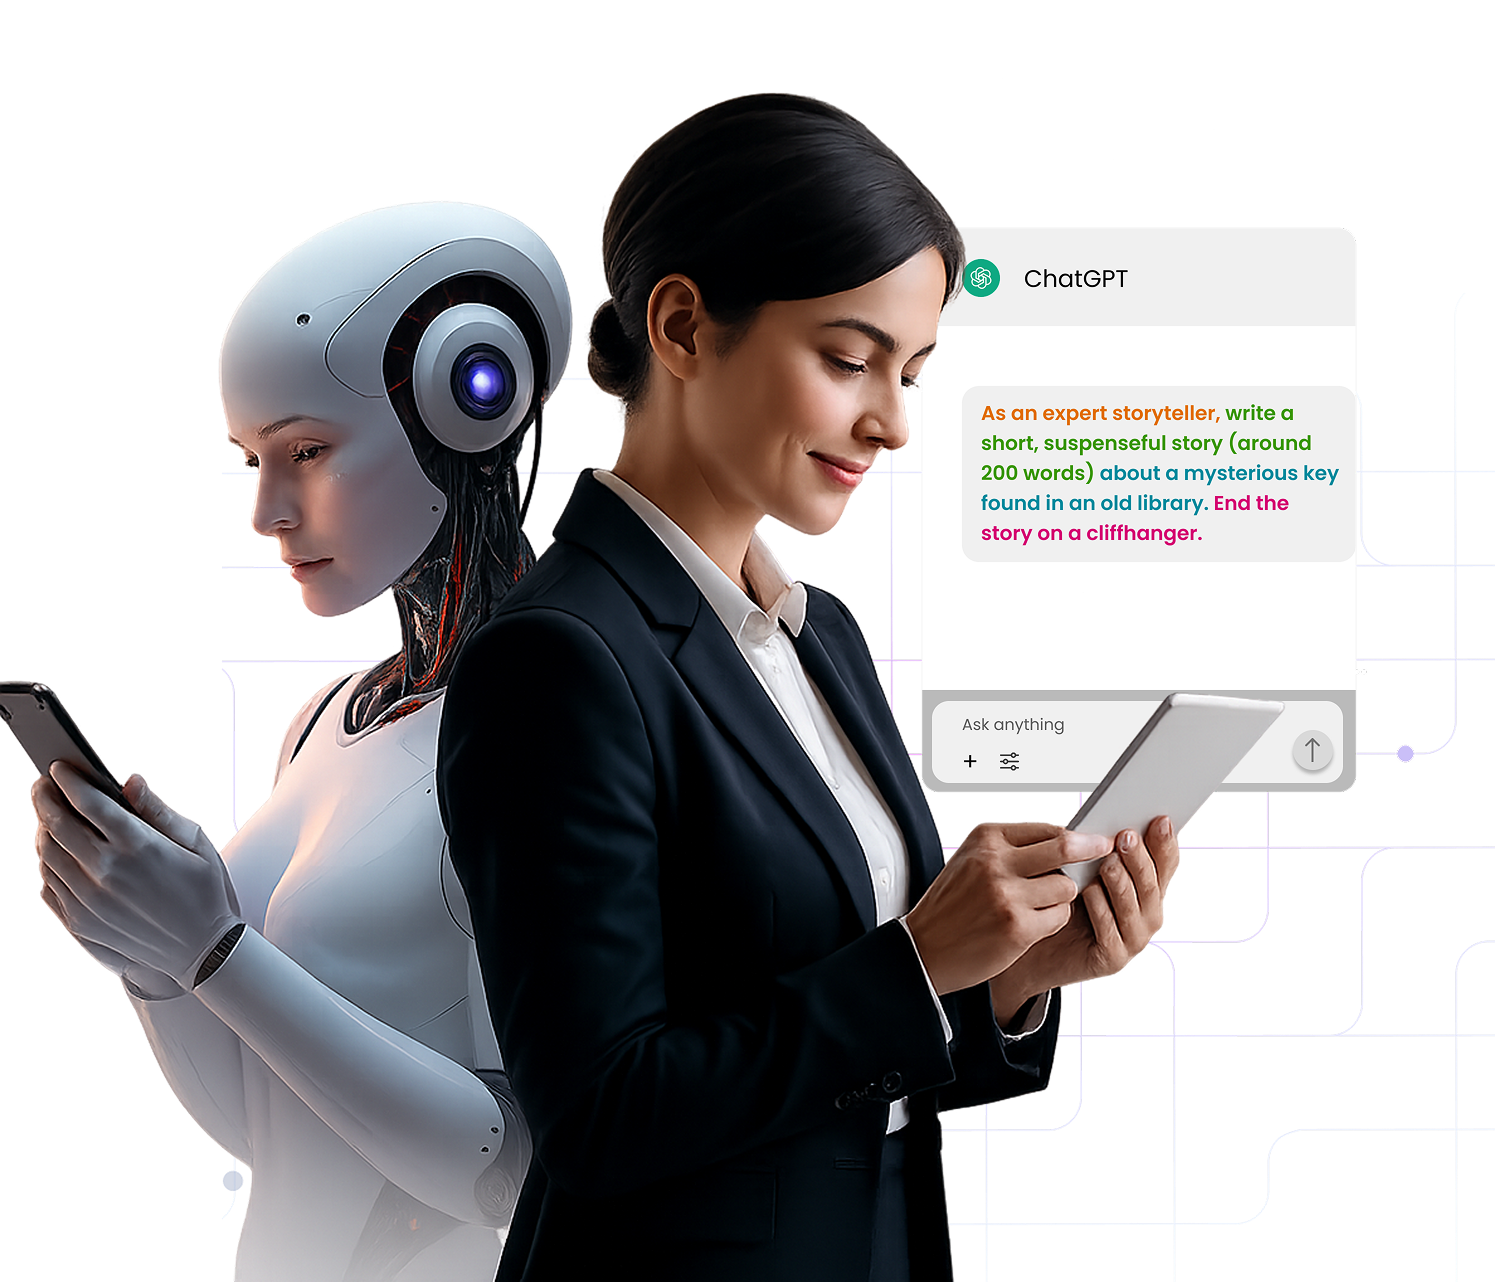 ChatGPT
As an expert storyteller, write a
short, suspenseful story (around
200 words) about a mysterious key
found in an old library. End the
story on a cliffhanger.
Ask anything